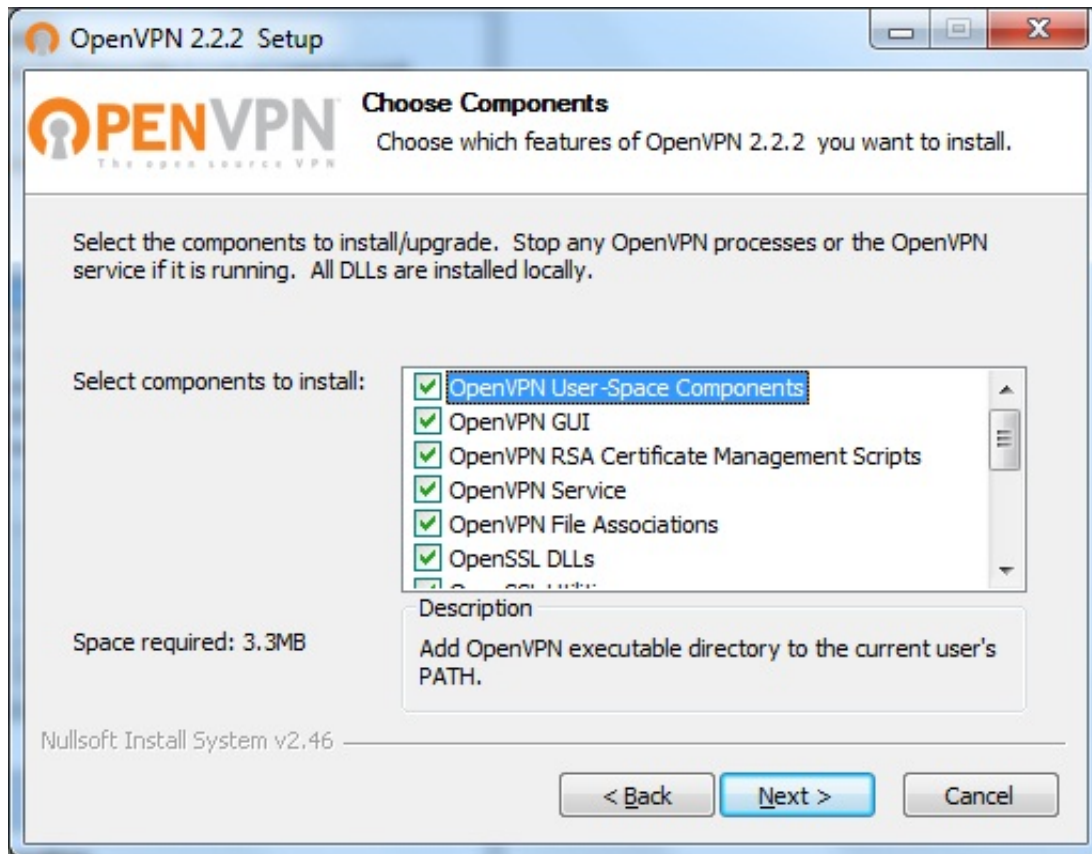 OpenVPN 2.2.2 Setup
OPENVPN
The open source VPN
Choose Components
Choose which features of OpenVPN 2.2.2 you want to install.
Select the components to install/upgrade. Stop any OpenVPN processes or the OpenVPN
service if it is running. All DLLs are installed locally.
Select components to install:
OpenVPN User-Space Components
OpenVPN GUI
OpenVPN RSA Certificate Management Scripts
OpenVPN Service
OpenVPN File Associations
OpenSSL DLLs
Space required: 3.3MB
Description
Add OpenVPN executable directory to the current user's
PATH.
Nullsoft Install System v2.46
< Back
Next >
Cancel